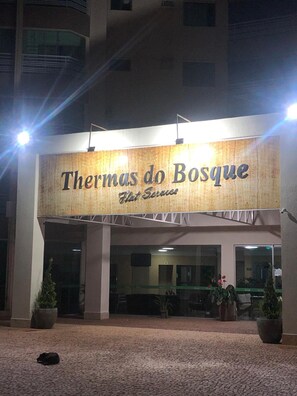 Thermas do Bosque
Flat Service